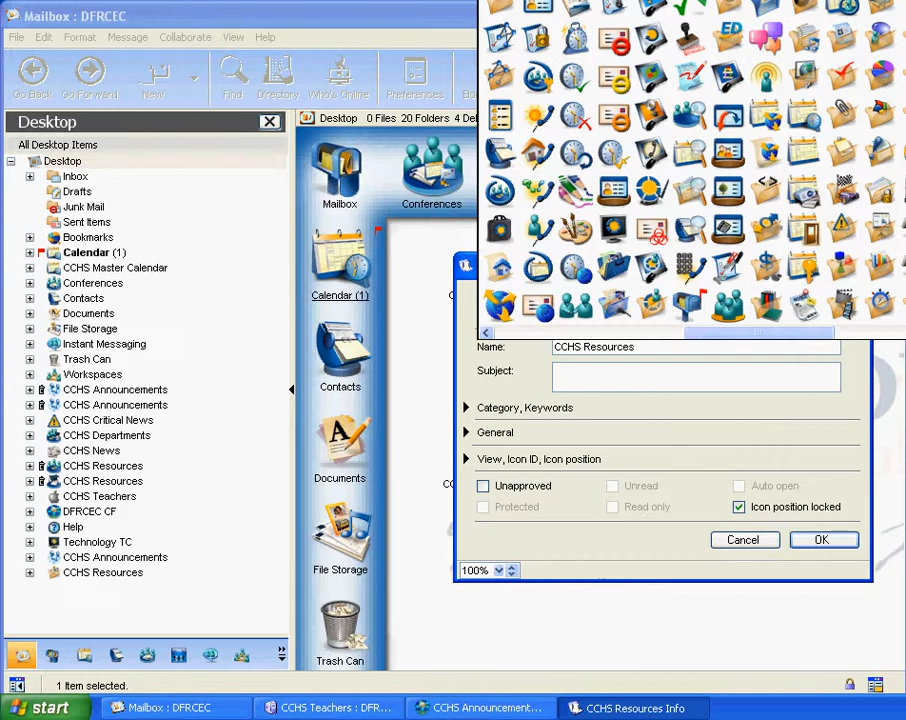 Mailbox : DFRCEC
File Edit Format Message Collaborate View Help
Go Back Go Forward New Find Directory Who's Online Preferences
Desktop
Desktop 0 Files 20 Folders
All Desktop Items
Desktop
Inbox
Drafts
Junk Mail
Sent Items
Bookmarks
Calendar (1)
CCHS Master Calendar
Conferences
Contacts
Documents
File Storage
Instant Messaging
Trash Can
Workspaces
CCHS Announcements
CCHS Announcements
CCHS Critical News
CCHS Departments
CCHS News
CCHS Resources
CCHS Resources
CCHS Teachers
DFRCEC CF
Help
Technology TC
CCHS Announcements
CCHS Resources
Mailbox
Conferences
Calendar (1)
Contacts
Documents
File Storage
Trash Can
ED
Name: CCHS Resources
Subject:
Category, Keywords
General
View, Icon ID, Icon position
Unapproved Unread Auto open
Protected Read only Icon position locked
Cancel OK
100%
1 Item selected.
start Mailbox : DFRCEC CCHS Teachers : DFR... CCHS Announcement... CCHS Resources Info